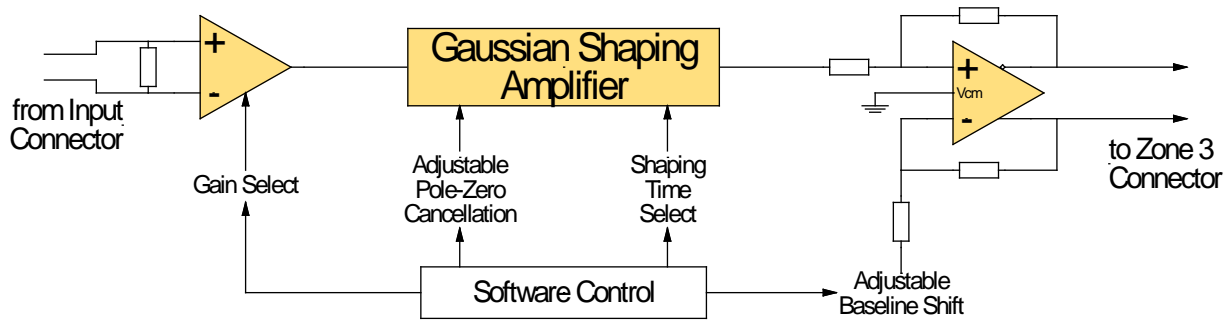 +
-
from Input
Connector
Gain Select
Gaussian Shaping
Amplifier
Adjustable
Pole-Zero
Cancellation
Shaping
Time
Select
Software Control
+
Vcm
-
Adjustable
Baseline Shift
to Zone 3
Connector